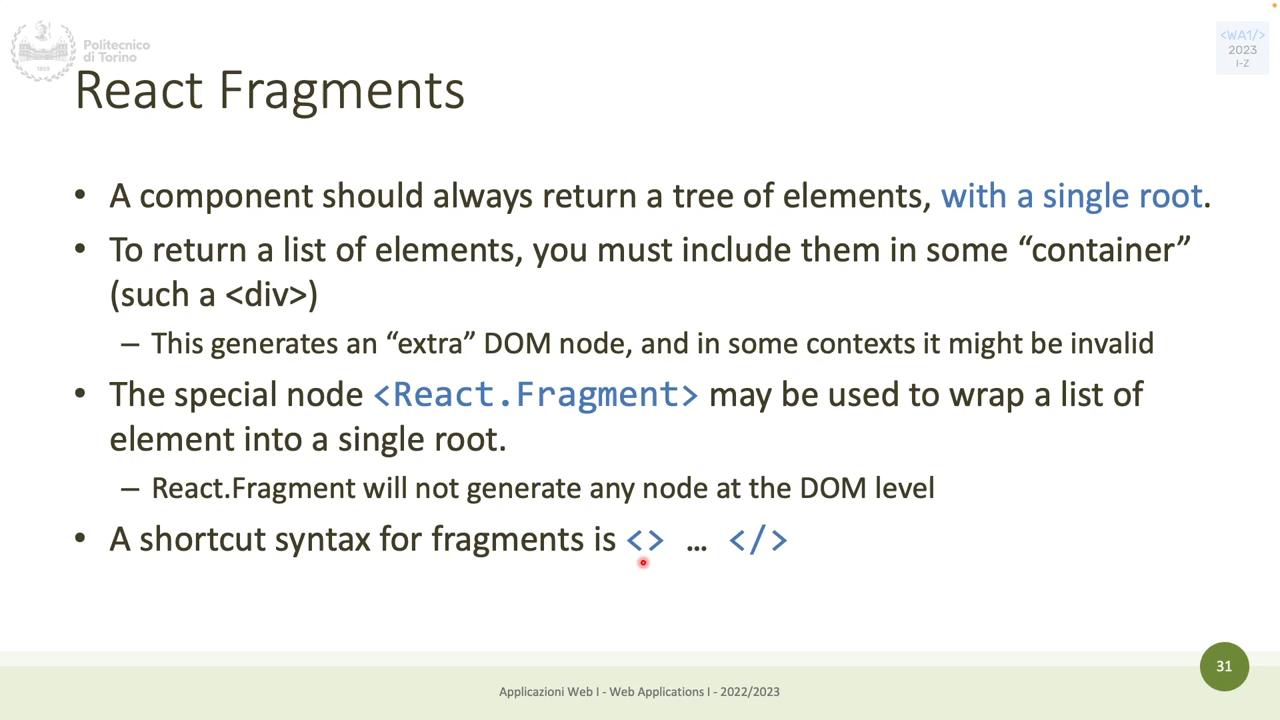 Politecnico
di Torino
1859
<WA1/>
2023
I-Z
React Fragments
• A component should always return a tree of elements, with a single root.
• To return a list of elements, you must include them in some “container”
(such a <div>)
– This generates an “extra” DOM node, and in some contexts it might be invalid
• The special node <React.Fragment> may be used to wrap a list of
element into a single root.
– React.Fragment will not generate any node at the DOM level
• A shortcut syntax for fragments is <> … </>
31
Applicazioni Web I - Web Applications I - 2022/2023